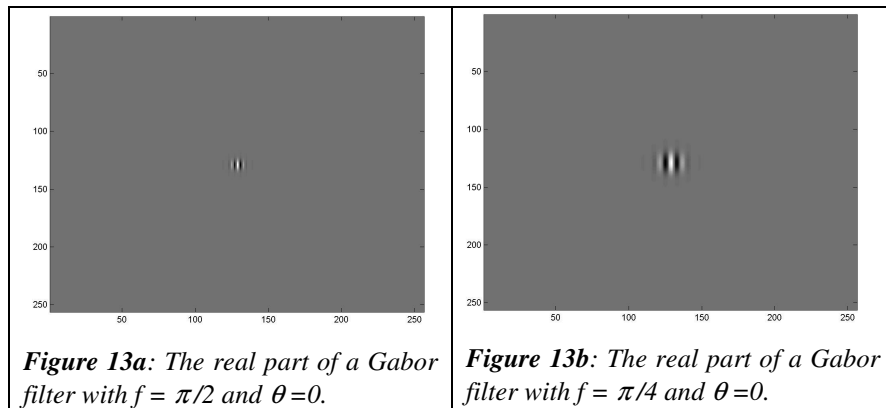 50
100
150
200
250
50 100 150 200 250
Figure 13a: The real part of a Gabor
filter with f = π/2 and θ =0.
50
100
150
200
250
50 100 150 200 250
Figure 13b: The real part of a Gabor
filter with f = π/4 and θ =0.